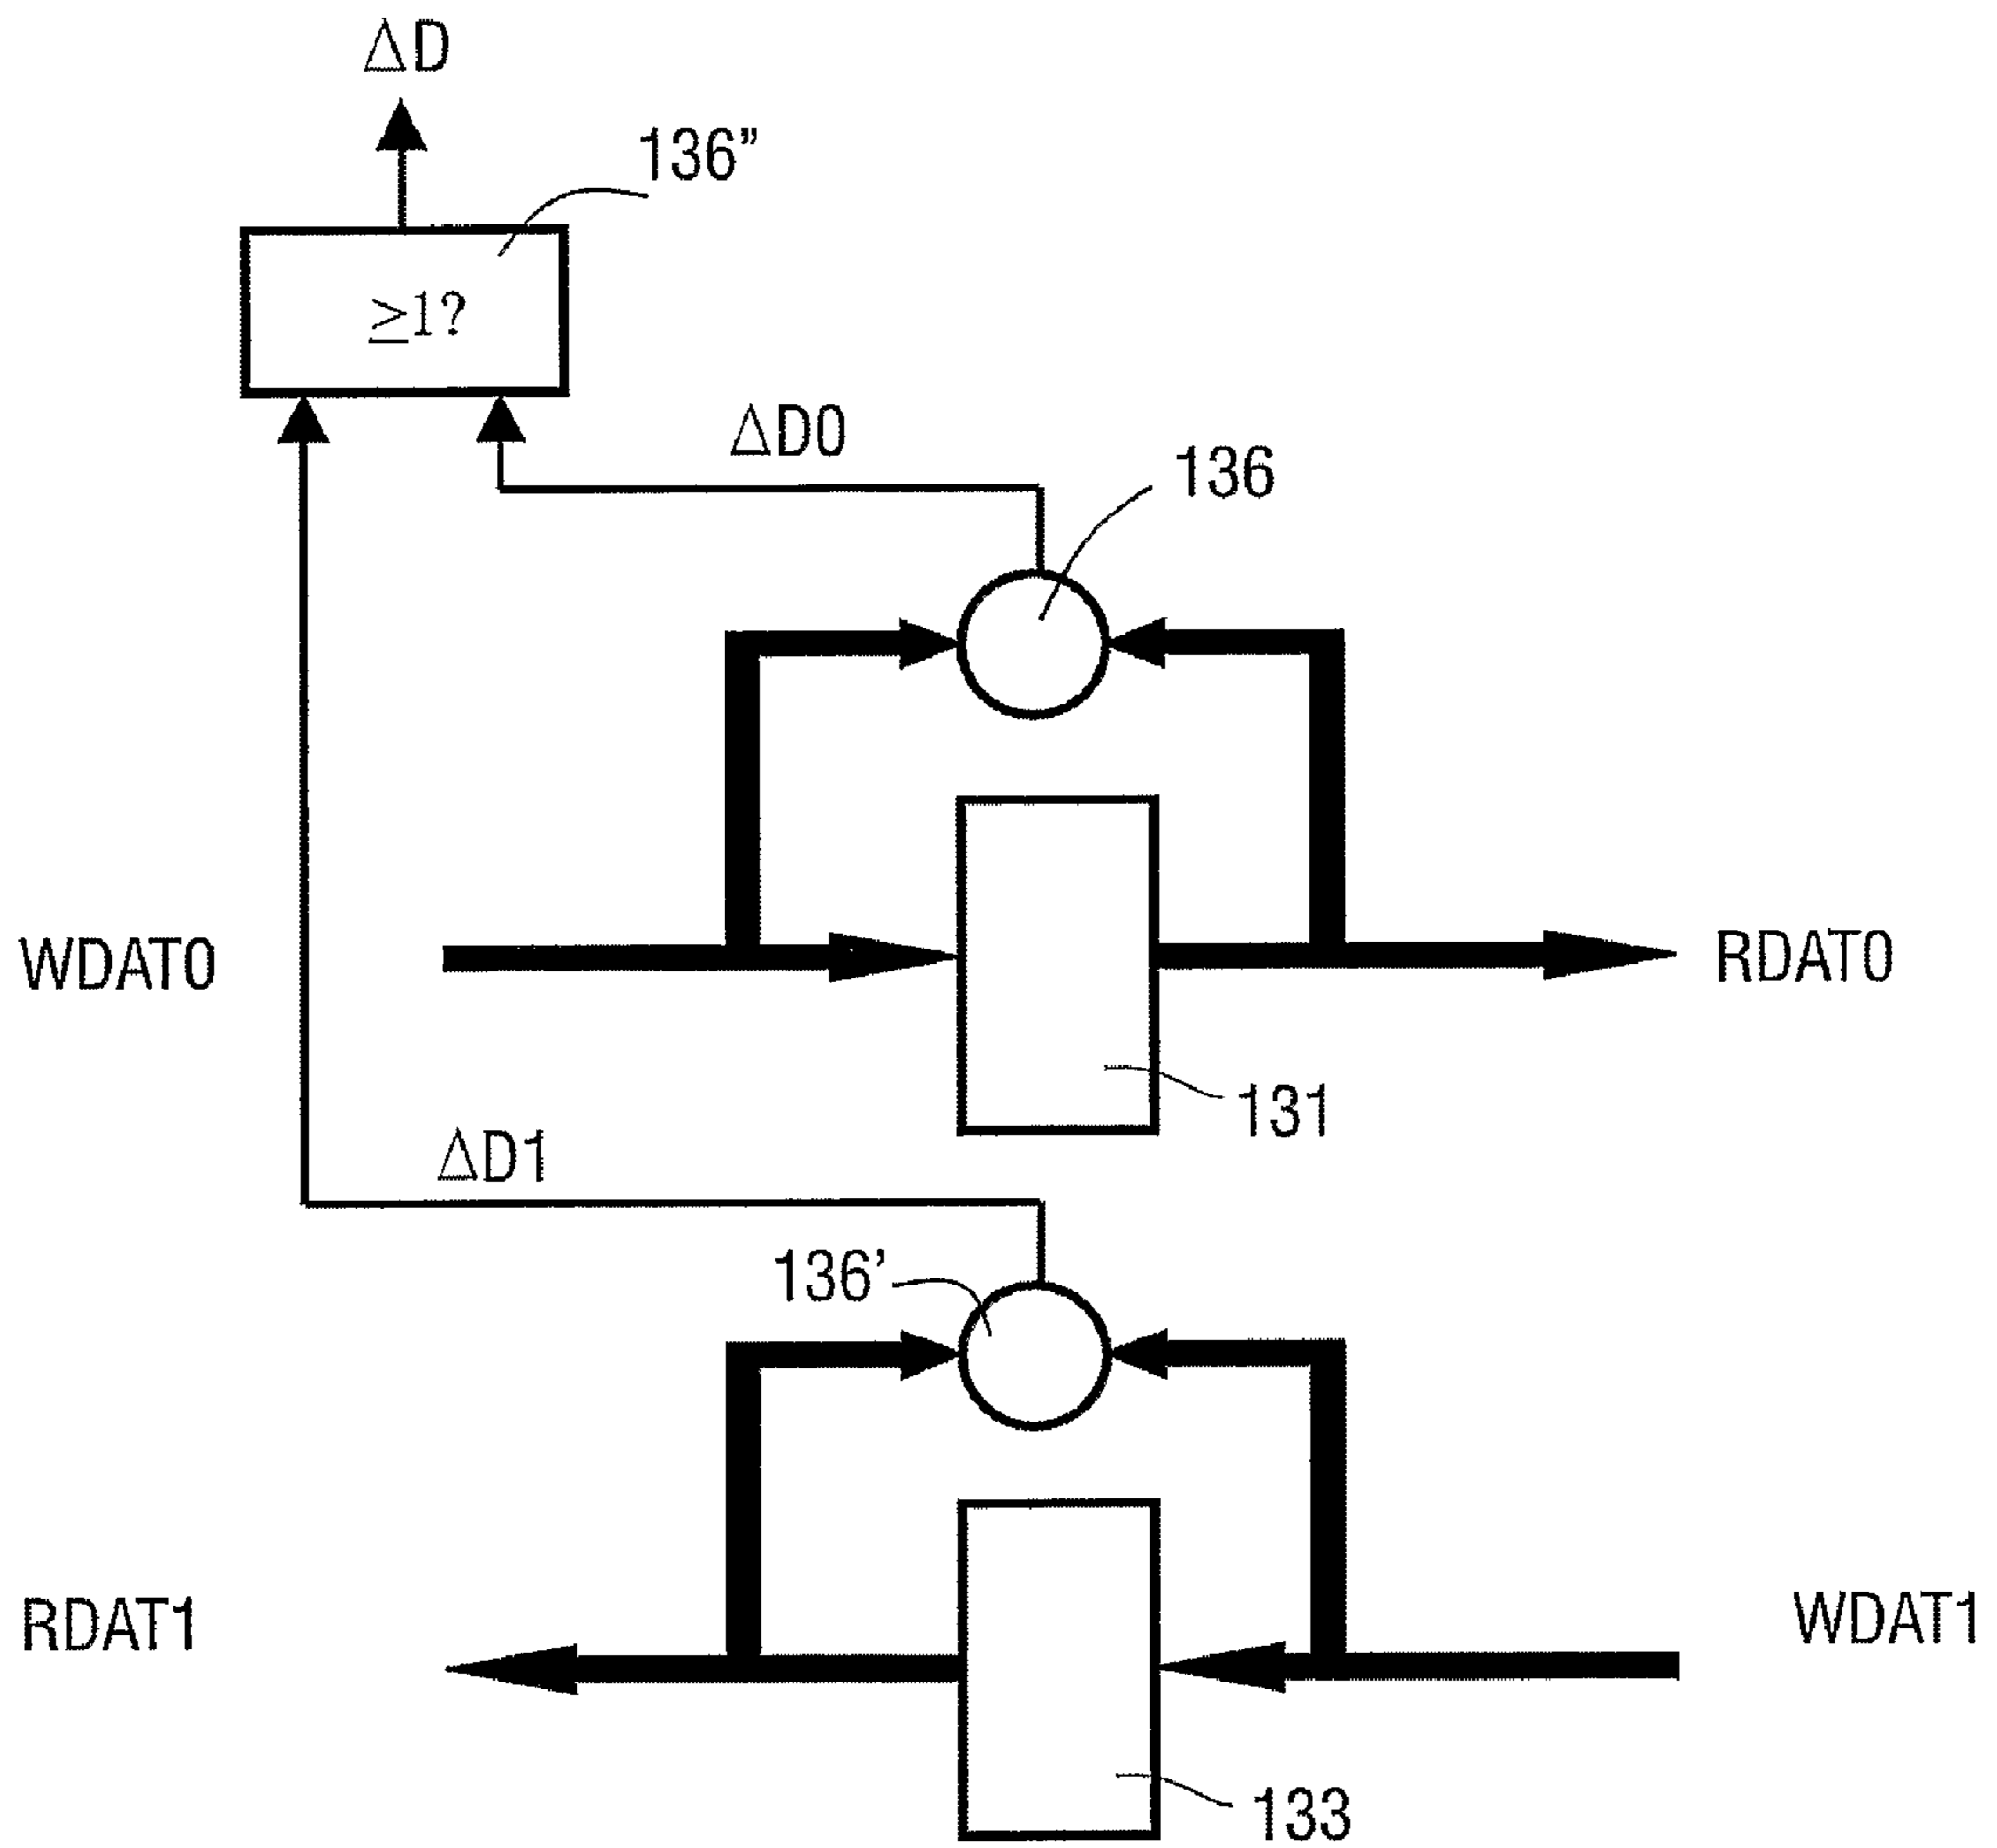 ΔD
136”
≥1?
ΔD0
136
WDAT0
RDAT0
131
ΔD1
136’
RDAT1
WDAT1
133